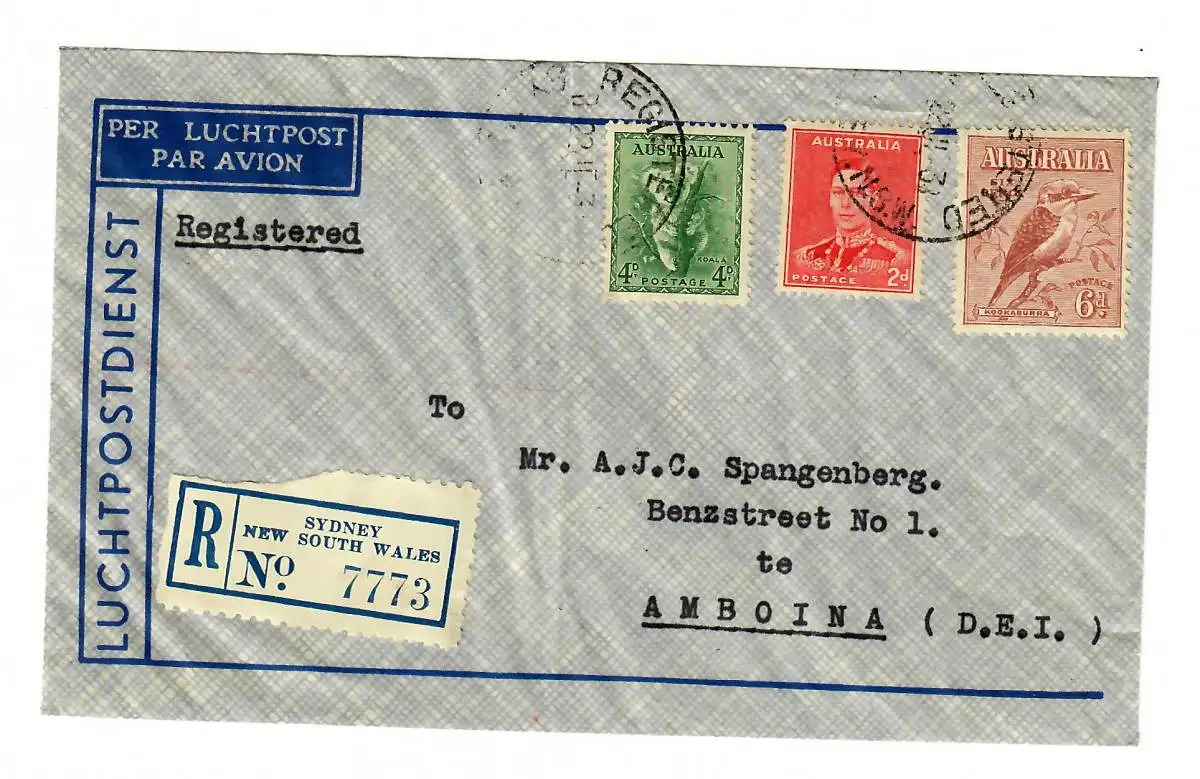 PER LUCHTPOST
PAR AVION
LUCHTPOSTDIENST
Registered
REGISTE
AUSTRALIA
KOALA
4D. 4D.
POSTAGE
AUSTRALIA
POSTAGE 2d.
N.S.W.
AUSTRALIA
POSTAGE
6d.
KOOKABURRA
To
Mr. A.J.C. Spangenberg.
Benzstreet No 1.
te
AMBOINA ( D.E.I. )
R
SYDNEY
NEW SOUTH WALES
No. 7773